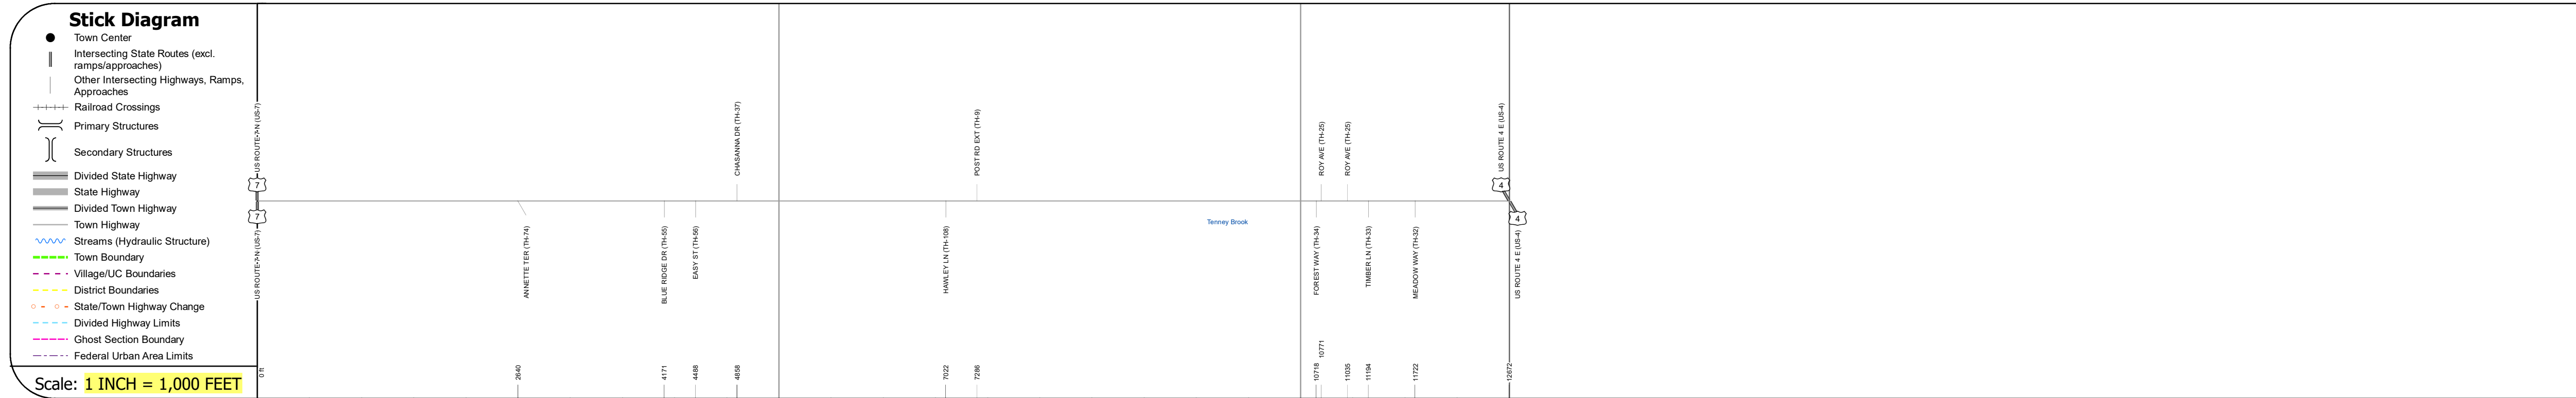 Stick Diagram
Town Center
Intersecting State Routes (excl.
ramps/approaches)
Other Intersecting Highways, Ramps,
Approaches
Railroad Crossings
Primary Structures
Secondary Structures
Divided State Highway
State Highway
Divided Town Highway
Town Highway
Streams (Hydraulic Structure)
Town Boundary
Village/UC Boundaries
District Boundaries
State/Town Highway Change
Divided Highway Limits
Ghost Section Boundary
Federal Urban Area Limits
Scale: 1 INCH = 1,000 FEET
US ROUTE-7-N (US-7)
7
7
US ROUTE-7-N (US-7)
0 ft
ANNETTE TER (TH-74)
2640
BLUE RIDGE DR (TH-55)
4171
EASY ST (TH-56)
4488
CHASANNA DR (TH-37)
4858
HAWLEY LN (TH-108)
7022
POST RD EXT (TH-9)
7286
Tenney Brook
FOREST WAY (TH-34)
10718
ROY AVE (TH-25)
10771
ROY AVE (TH-25)
11035
TIMBER LN (TH-33)
11194
MEADOW WAY (TH-32)
11722
US ROUTE 4 E (US-4)
4
4
US ROUTE 4 E (US-4)
12672